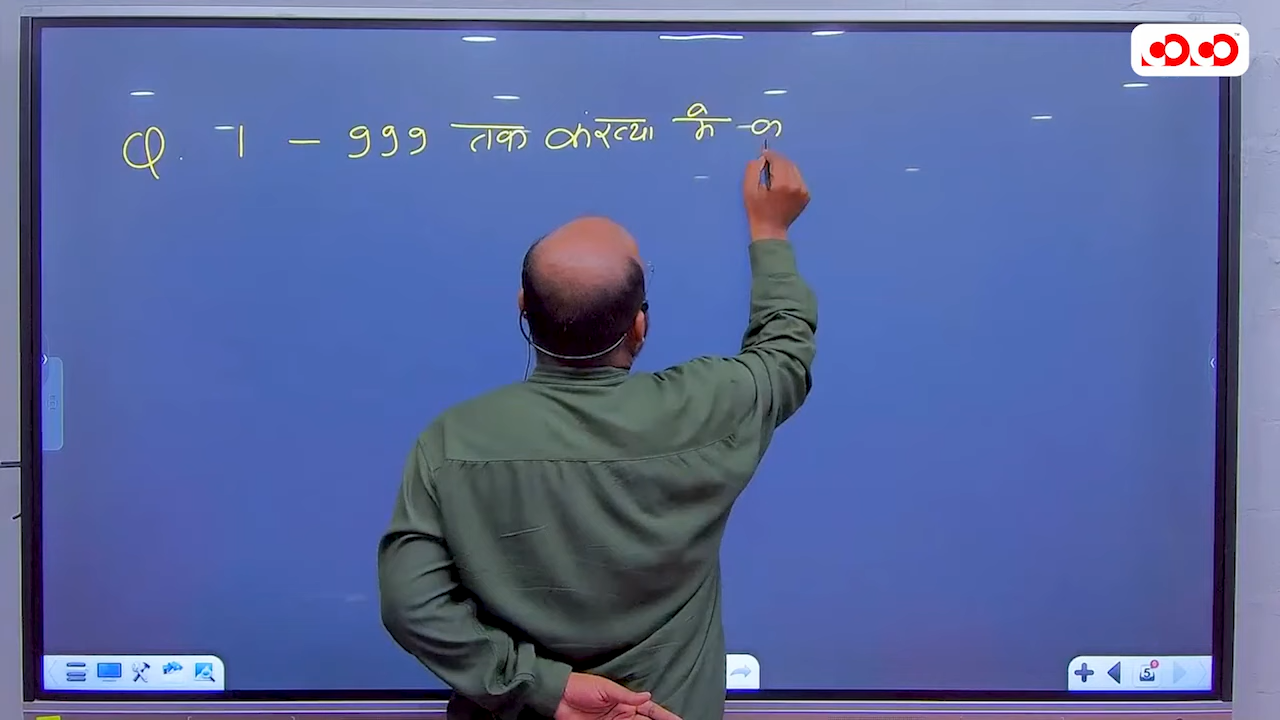 Q. 1 – 999 तक के संख्या में